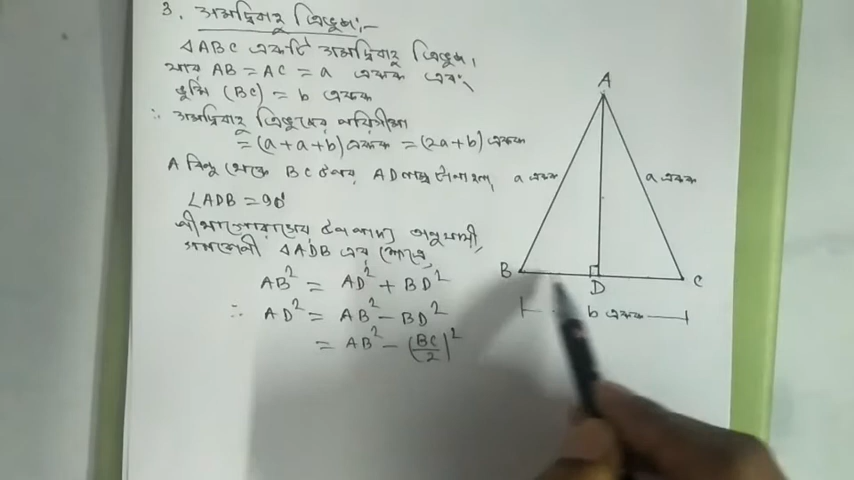 3. সমদ্বিবাহু ত্রিভুজ:-
ΔABC একটি সমদ্বিবাহু ত্রিভুজ।
যার AB = AC = a একক এবং
ভূমি (BC) = b একক
∴ সমদ্বিবাহু ত্রিভুজের পরিসীমা
= (a+a+b) একক = (2a+b) একক
A বিন্দু থেকে BC এর উপর AD লম্ব টানা হল,
∠ADB = 90°
পীথাগোরাসের উপপাদ্য অনুযায়ী,
সমকোণী ΔADB এর ক্ষেত্রে,
AB² = AD² + BD²
∴ AD² = AB² - BD²
= AB² - (BC/2)²
A
a একক
a একক
B
D
C
b একক